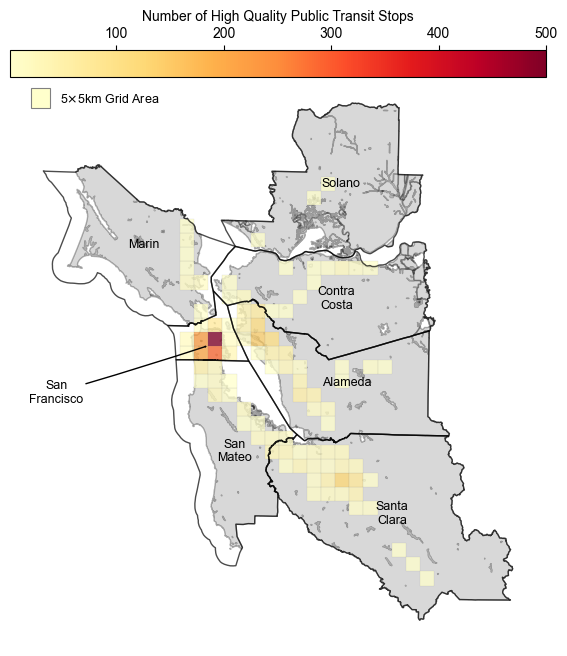 Number of High Quality Public Transit Stops
100 200 300 400 500
5×5km Grid Area
Solano
Marin
Contra
Costa
San
Francisco
Alameda
San
Mateo
Santa
Clara